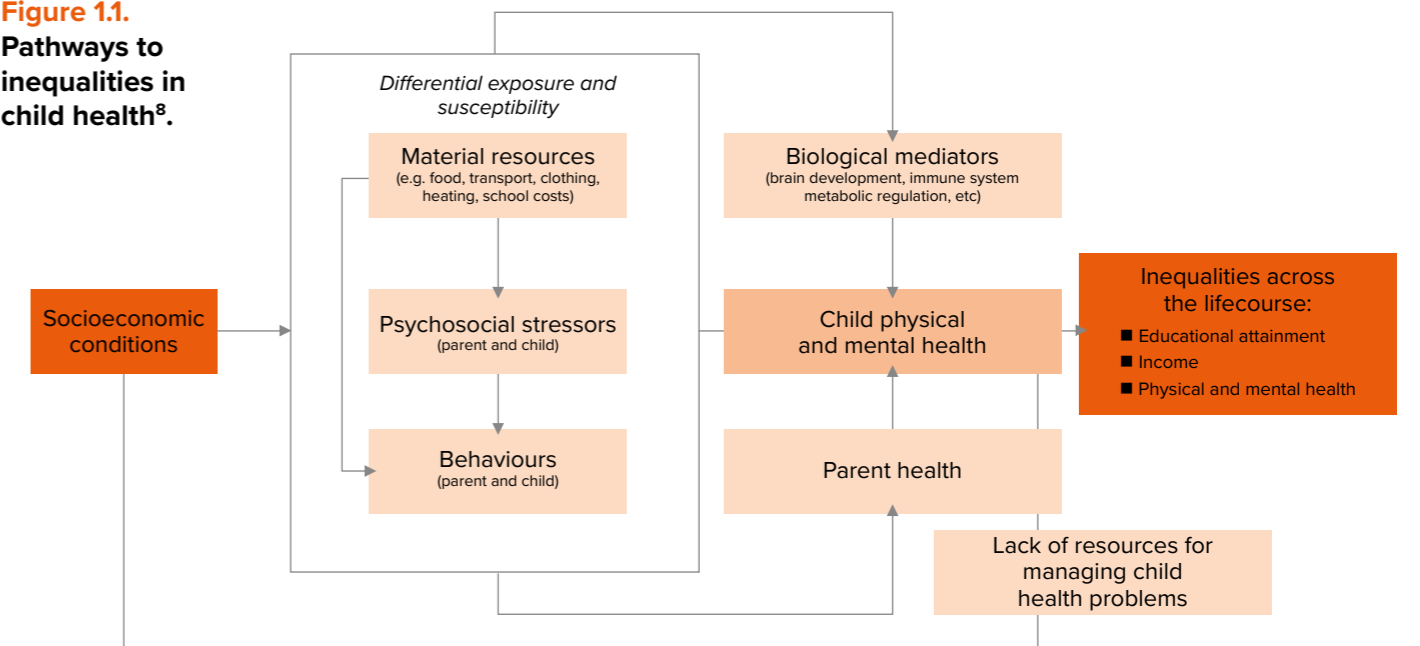 Figure 1.1.
Pathways to
inequalities in
child health⁸.
Differential exposure and
susceptibility
Material resources
(e.g. food, transport, clothing,
heating, school costs)
Biological mediators
(brain development, immune system
metabolic regulation, etc)
Socioeconomic
conditions
Psychosocial stressors
(parent and child)
Child physical
and mental health
Inequalities across
the lifecourse:
■ Educational attainment
■ Income
■ Physical and mental health
Behaviours
(parent and child)
Parent health
Lack of resources for
managing child
health problems